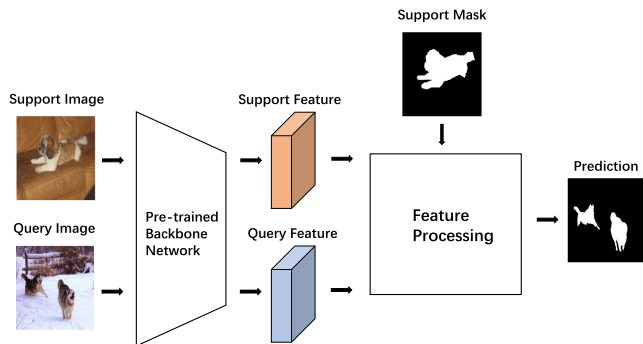 Support Mask
Support Image
Support Feature
Prediction
Query Image
Pre-trained
Backbone
Network
Query Feature
Feature
Processing